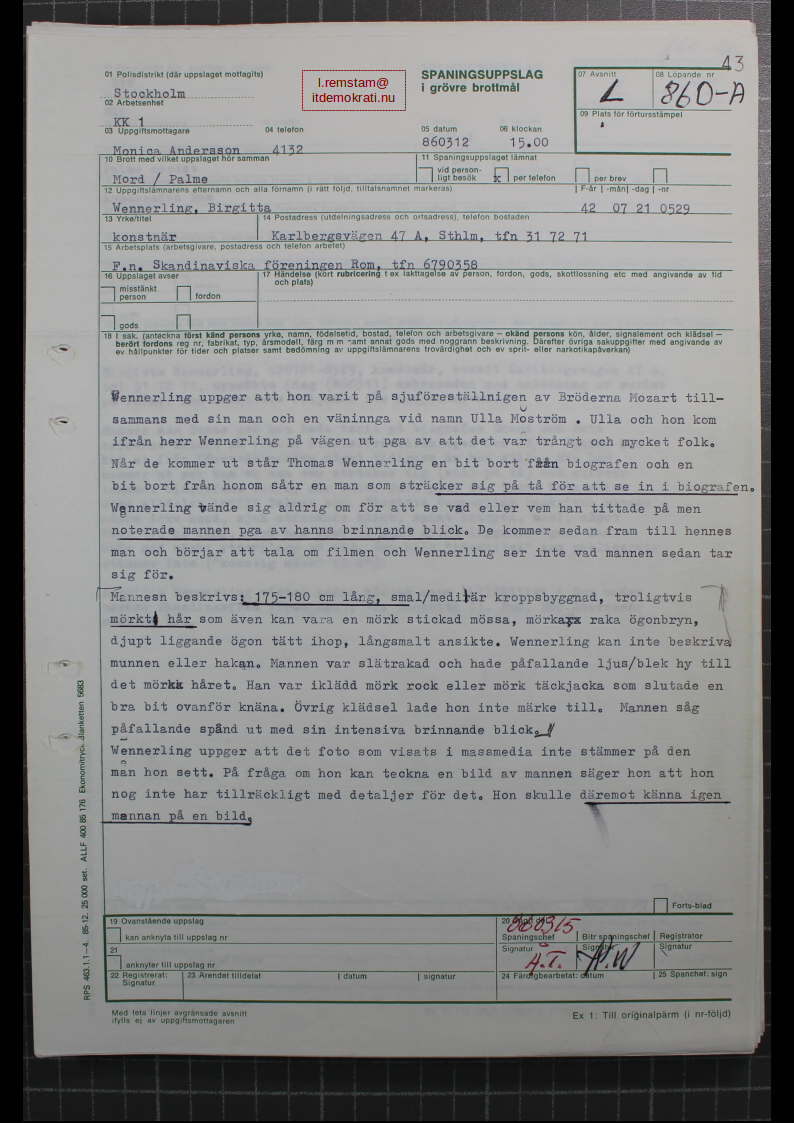 43
01 Polisdistrikt (där uppslaget mottagits)
Stockholm
l.remstam@
itdemokrati.nu
SPANINGSUPPSLAG
i grövre brottmål
07 Avsnitt
L
08 Löpande nr
860-A
02 Arbetsenhet
KK 1
09 Plats för förtursstämpel
03 Uppgiftsmottagare
Monica Andersson
04 telefon
4132
05 datum
860312
06 klockan
15.00
10 Brott med vilket uppslaget hör samman
Mord / Palme
11 Spaningsuppslaget lämnat
vid person-
ligt besök
x per telefon
per brev
12 Uppgiftslämnarens efternamn och alla förnamn (i rätt följd, tilltalsnamnet markeras)
F-år -mån -dag -nr
Wennerling, Birgitta
42 07 21 0529
13 Yrke/titel
konstnär
14 Postadress (utdelningsadress och ortsadress), telefon bostaden
Karlbergsvägen 47 A, Sthlm, tfn 31 72 71
15 Arbetsplats (arbetsgivare, postadress och telefon arbetet)
F.n. Skandinaviska föreningen Rom, tfn 6790358
16 Uppslaget avser
misstänkt
person
fordon
gods
17 Händelse (kort rubricering t ex iakttagelse av person, fordon, gods, skottlossning etc med angivande av tid
och plats)
18 I sak. (anteckna först känd persons yrke, namn, födelsetid, bostad, telefon och arbetsgivare – okänd persons kön, ålder, signalement och klädsel –
berört fordons reg nr, fabrikat, typ, årsmodell, färg m m samt annat gods med noggrann beskrivning. Därefter övriga sakuppgifter med angivande av
ev hållpunkter för tider och platser samt bedömning av uppgiftslämnarens trovärdighet och ev sprit- eller narkotikapåverkan)
Wennerling uppger att hon varit på sjuföreställnigen av Bröderna Mozart till-
sammans med sin man och en väninnga vid namn Ulla Moström . Ulla och hon kom
ifrån herr Wennerling på vägen ut pga av att det var trångt och mycket folk.
När de kommer ut står Thomas Wennerling en bit bort från biografen och en
bit bort från honom såtr en man som sträcker sig på tå för att se in i biografen.
Wennerling vände sig aldrig om för att se vad eller vem han tittade på men
noterade mannen pga av hanns brinnande blick. De kommer sedan fram till hennes
man och börjar att tala om filmen och Wennerling ser inte vad mannen sedan tar
sig för.
Mannesn beskrivs: 175-180 cm lång, smal/meditär kroppsbyggnad, troligtvis
mörkt hår som även kan vara en mörk stickad mössa, mörka raka ögonbryn,
djupt liggande ögon tätt ihop, långsmalt ansikte. Wennerling kan inte beskriva
munnen eller hakan. Mannen var slätrakad och hade påfallande ljus/blek hy till
det mörka håret. Han var iklädd mörk rock eller mörk täckjacka som slutade en
bra bit ovanför knäna. Övrig klädsel lade hon inte märke till. Mannen såg
påfallande spånd ut med sin intensiva brinnande blick.
Wennerling uppger att det foto som visats i massmedia inte stämmer på den
man hon sett. På fråga om hon kan teckna en bild av mannen säger hon att hon
nog inte har tillräckligt med detaljer för det. Hon skulle däremot känna igen
mannan på en bild.
RPS 483.1.1–4. 85-12. 25 000 set. ALLF 400 85 176 Ekonomitryck Blanketten 5683
Forts-blad
19 Ovanstående uppslag
kan anknyta till uppslag nr
860315
Spaningschef
Signatur
A.T.
Bitr spaningschef
Signatur
Registrator
Signatur
21
anknyter till uppslag nr
22 Registrerat:
Signatur
23 Ärendet tilldelat
datum
signatur
24 Färdigbearbetat: datum
25 Spanchef: sign
Med feta linjer avgränsade avsnitt
ifylls ej av uppgiftsmottagaren
Ex 1: Till originalpärm (i nr-följd)